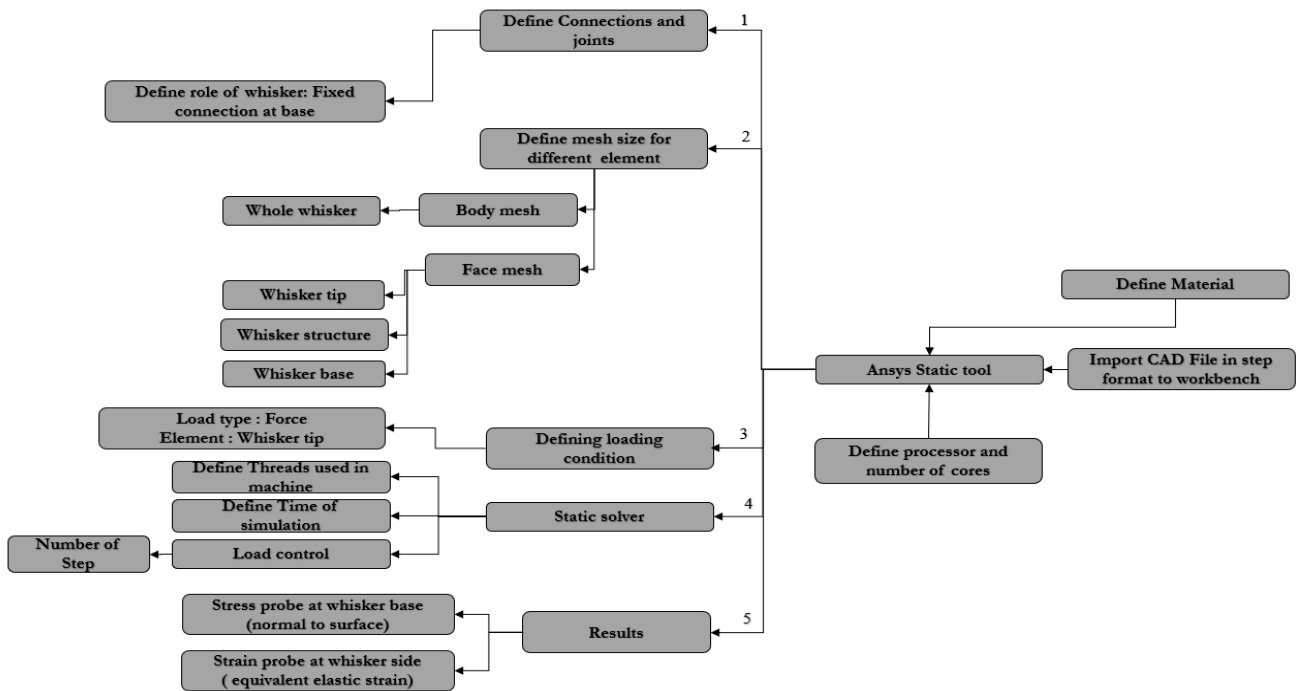 Define Connections and
joints
1
Define role of whisker: Fixed
connection at base
Define mesh size for
different element
2
Whole whisker
Body mesh
Face mesh
Whisker tip
Whisker structure
Whisker base
Define Material
Ansys Static tool
Import CAD File in step
format to workbench
Define processor and
number of cores
Load type : Force
Element : Whisker tip
Defining loading
condition
3
Define Threads used in
machine
Define Time of
simulation
Static solver
4
Number of
Step
Load control
Stress probe at whisker base
(normal to surface)
Results
5
Strain probe at whisker side
( equivalent elastic strain)